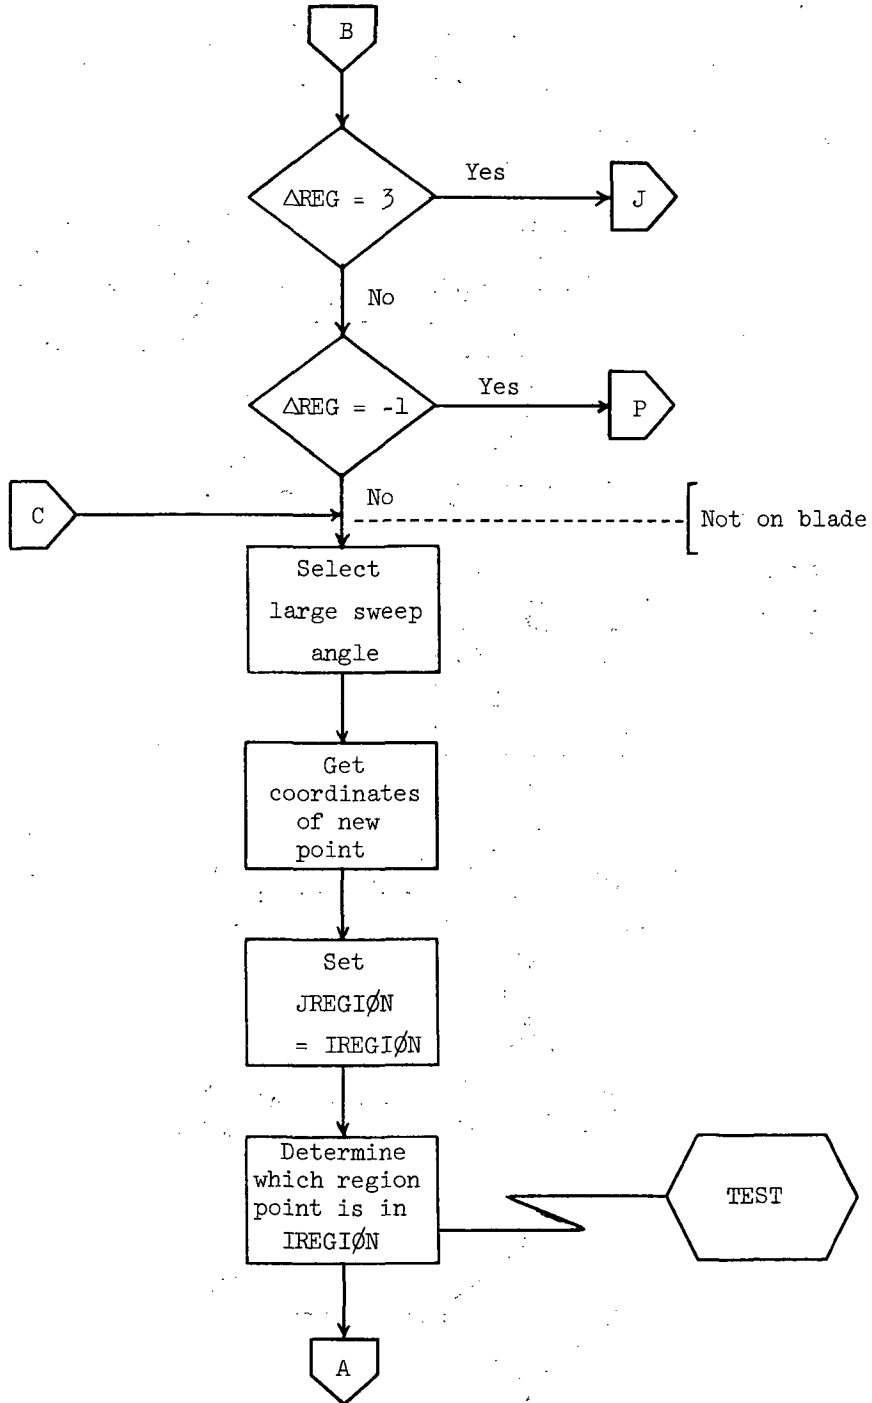 B
ΔREG = 3
Yes
J
No
ΔREG = -1
Yes
P
C
No
Not on blade
Select
large sweep
angle
Get
coordinates
of new
point
Set
JREGIØN
= IREGIØN
Determine
which region
point is in
IREGIØN
TEST
A